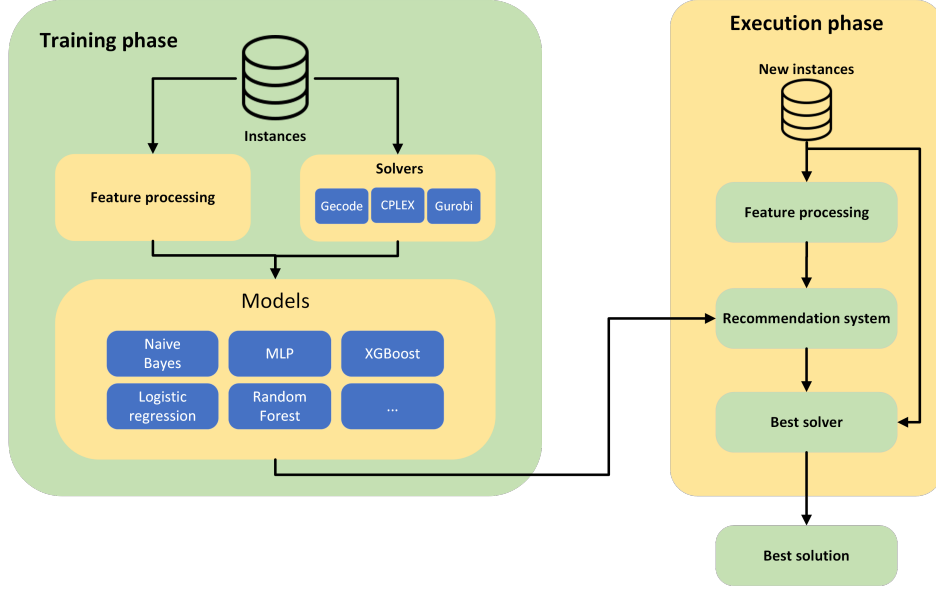 Training phase
Instances
Feature processing
Solvers
Gecode
CPLEX
Gurobi
Models
Naive
Bayes
MLP
XGBoost
Logistic
regression
Random
Forest
...
Execution phase
New instances
Feature processing
Recommendation system
Best solver
Best solution